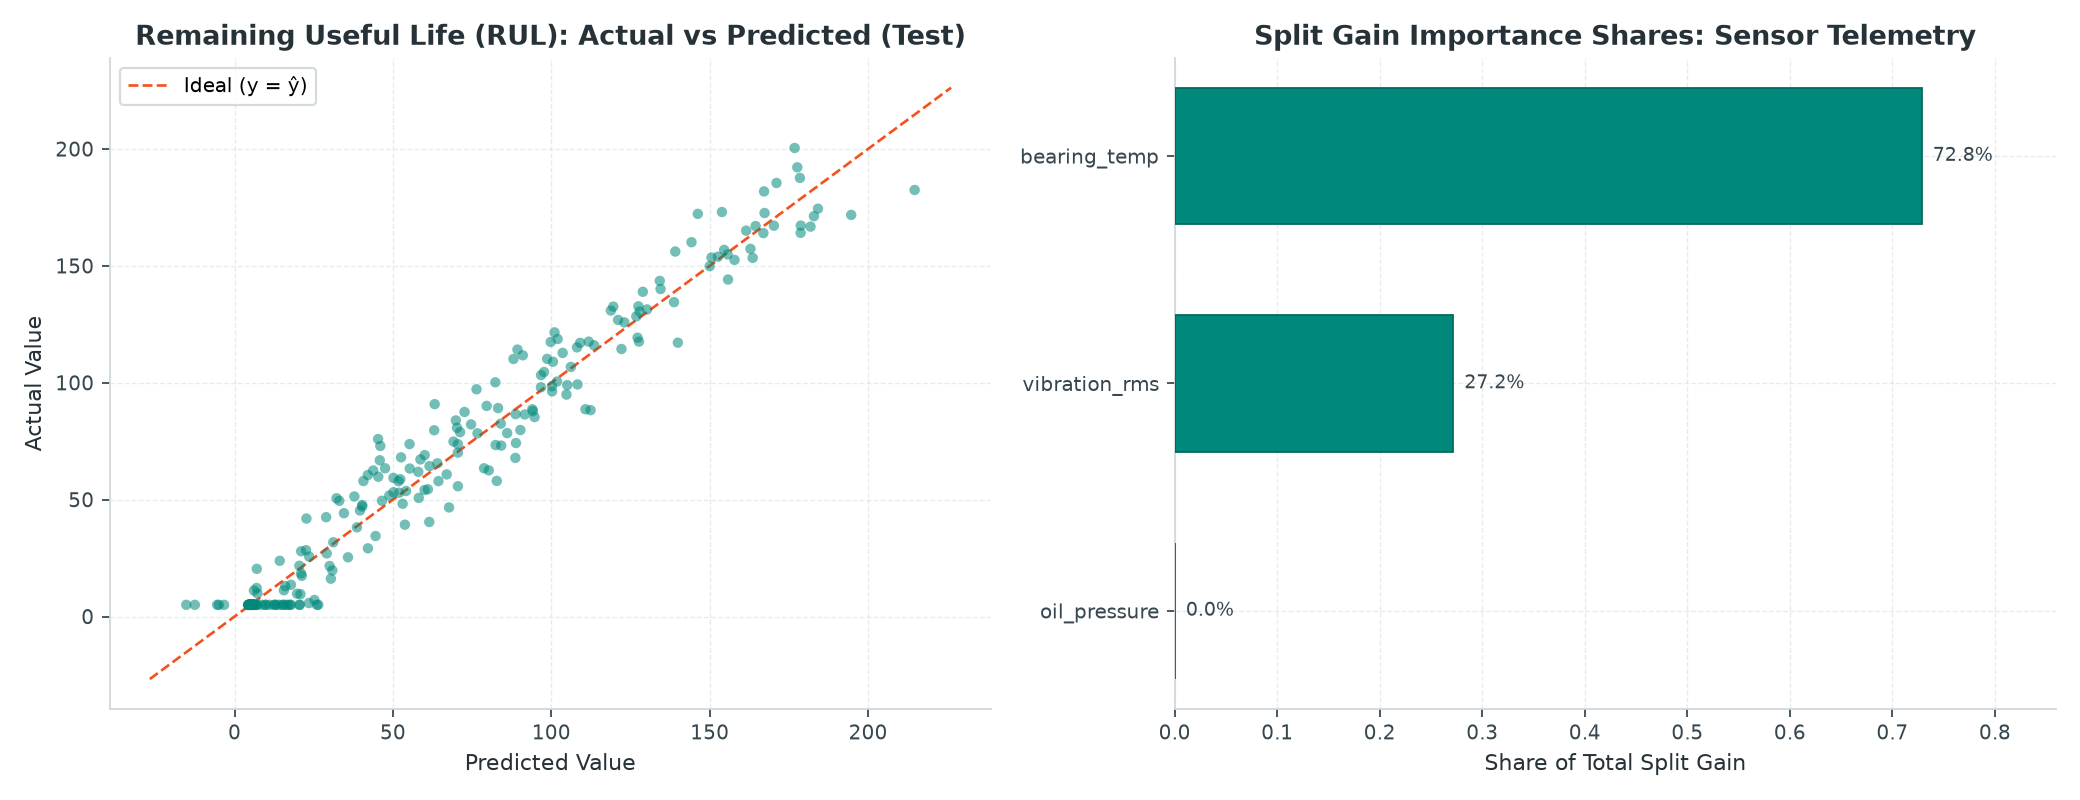 Remaining Useful Life (RUL): Actual vs Predicted (Test)
Ideal (y = ŷ)
200
150
100
50
0
Actual Value
0 50 100 150 200
Predicted Value
Split Gain Importance Shares: Sensor Telemetry
bearing_temp
72.8%
vibration_rms
27.2%
oil_pressure
0.0%
0.0 0.1 0.2 0.3 0.4 0.5 0.6 0.7 0.8
Share of Total Split Gain